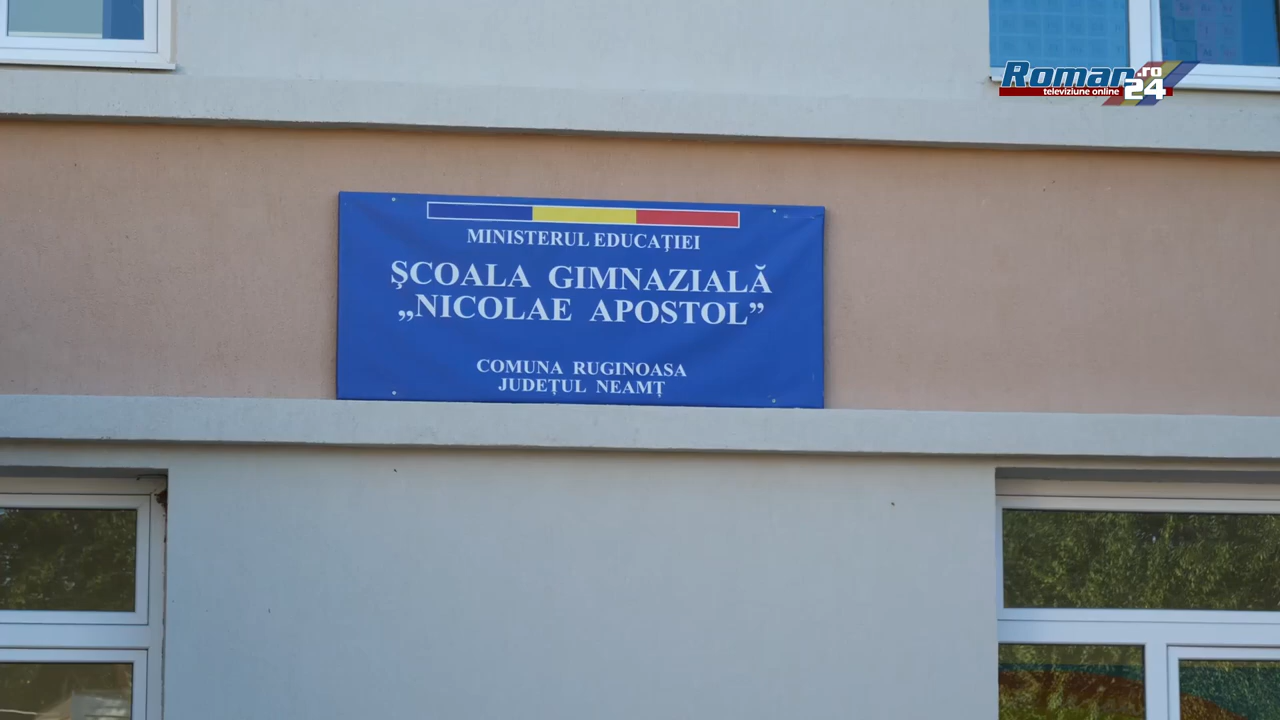 Roman .ro
televiziune online 24
MINISTERUL EDUCAȚIEI
ŞCOALA GIMNAZIALĂ
„NICOLAE APOSTOL”
COMUNA RUGINOASA
JUDEȚUL NEAMȚ